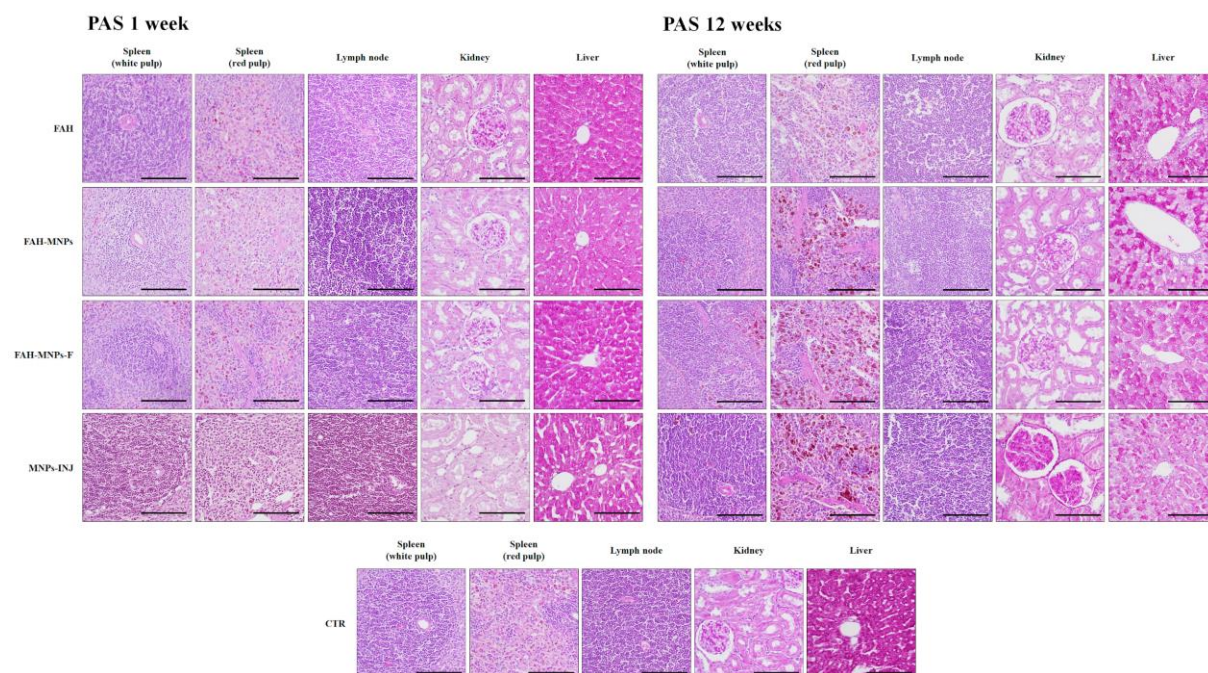 PAS 1 week
PAS 12 weeks
Spleen
(white pulp)
Spleen
(red pulp)
Lymph node
Kidney
Liver
Spleen
(white pulp)
Spleen
(red pulp)
Lymph node
Kidney
Liver
FAH
FAH-MNPs
FAH-MNPs-F
MNPs-INJ
Spleen
(white pulp)
Spleen
(red pulp)
Lymph node
Kidney
Liver
CTR